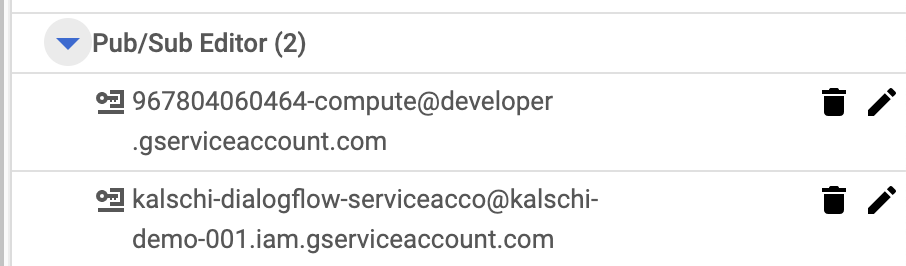 Pub/Sub Editor (2)
967804060464-compute@developer
.gserviceaccount.com
kalschi-dialogflow-serviceacco@kalschi-
demo-001.iam.gserviceaccount.com